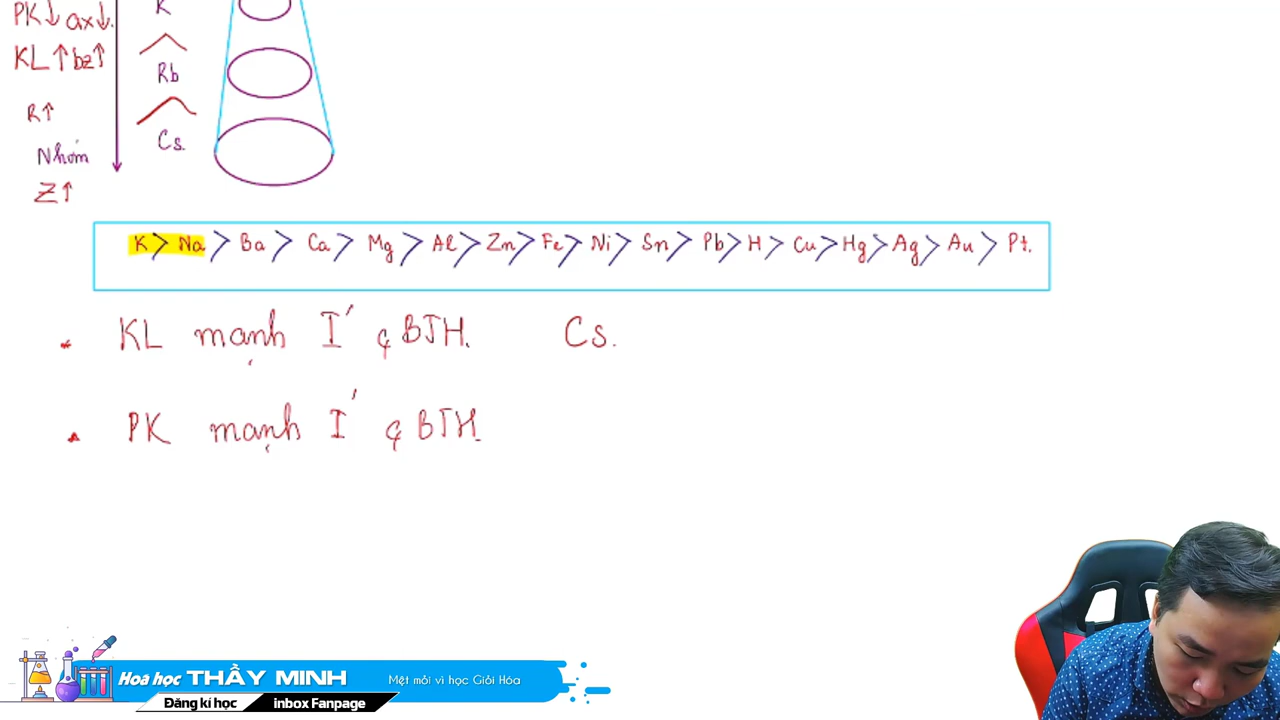 PK↓ ax↓.
K
KL↑ bz↑
Rb
R↑
Cs.
Nhóm
Z↑
K > Na > Ba > Ca > Mg > Al > Zn > Fe > Ni > Sn > Pb > H > Cu > Hg > Ag > Au > Pt.
KL mạnh I' ç BTH. Cs.
PK mạnh I' ç BTH.
Hoá học THẦY MINH
Mệt mỏi vì học Giỏi Hóa
Đăng kí học inbox Fanpage